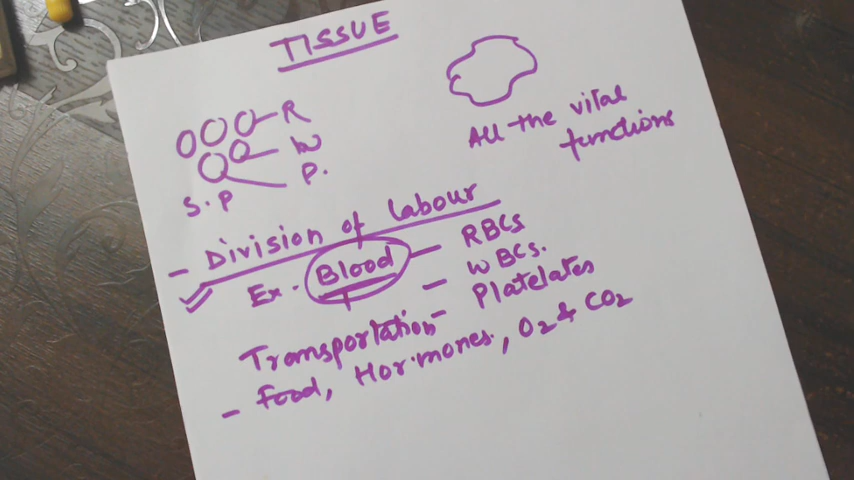 TISSUE
R
W
P.
S.P
All the vital
functions
- Division of labour
Ex. Blood - RBCs
- WBCs.
- Platelates
Transportation
- Food, Hormones, O2 & CO2